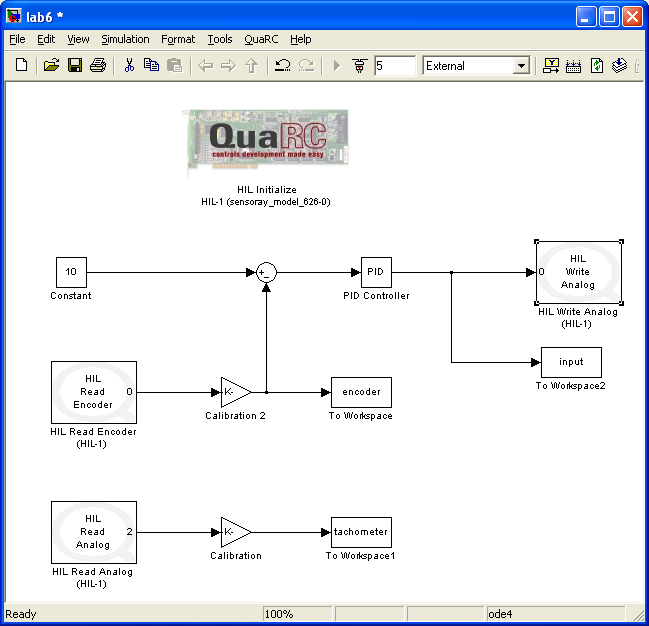 lab6 *
File Edit View Simulation Format Tools QuaRC Help
5 External
QuaRC
controls development made easy
HIL Initialize
HIL-1 (sensoray_model_626-0)
10
Constant
+
-
PID
PID Controller
0
HIL
Write
Analog
HIL Write Analog
(HIL-1)
input
To Workspace2
HIL
Read
Encoder
0
HIL Read Encoder
(HIL-1)
K-
Calibration 2
encoder
To Workspace
HIL
Read
Analog
2
HIL Read Analog
(HIL-1)
K-
Calibration
tachometer
To Workspace1
Ready 100% ode4